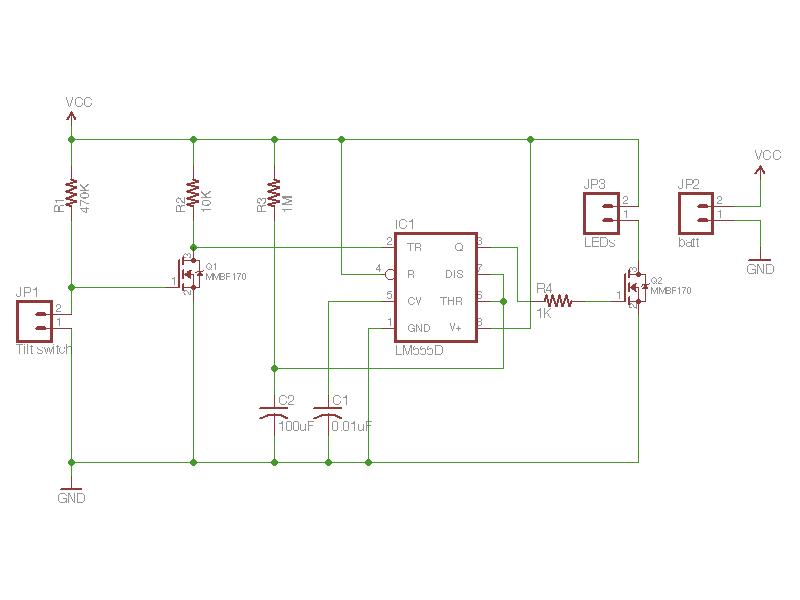 VCC
VCC
R1
470K
R2
10K
R3
1M
JP3
2
1
LEDs
JP2
2
1
batt
GND
IC1
2
TR
Q
3
4
R
DIS
7
5
CV
THR
6
1
GND
V+
8
LM555D
3
Q1
MMBF170
1
2
JP1
2
1
Tilt switch
R4
1K
3
Q2
MMBF170
1
2
C2
100uF
C1
0.01uF
GND